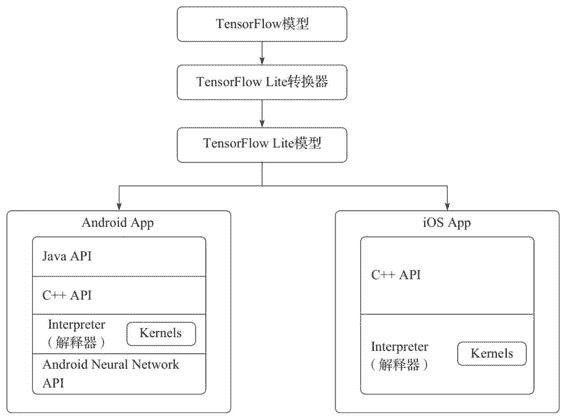 TensorFlow模型
TensorFlow Lite转换器
TensorFlow Lite模型
Android App
Java API
C++ API
Interpreter
（解释器）
Kernels
Android Neural Network
API
iOS App
C++ API
Interpreter
（解释器）
Kernels